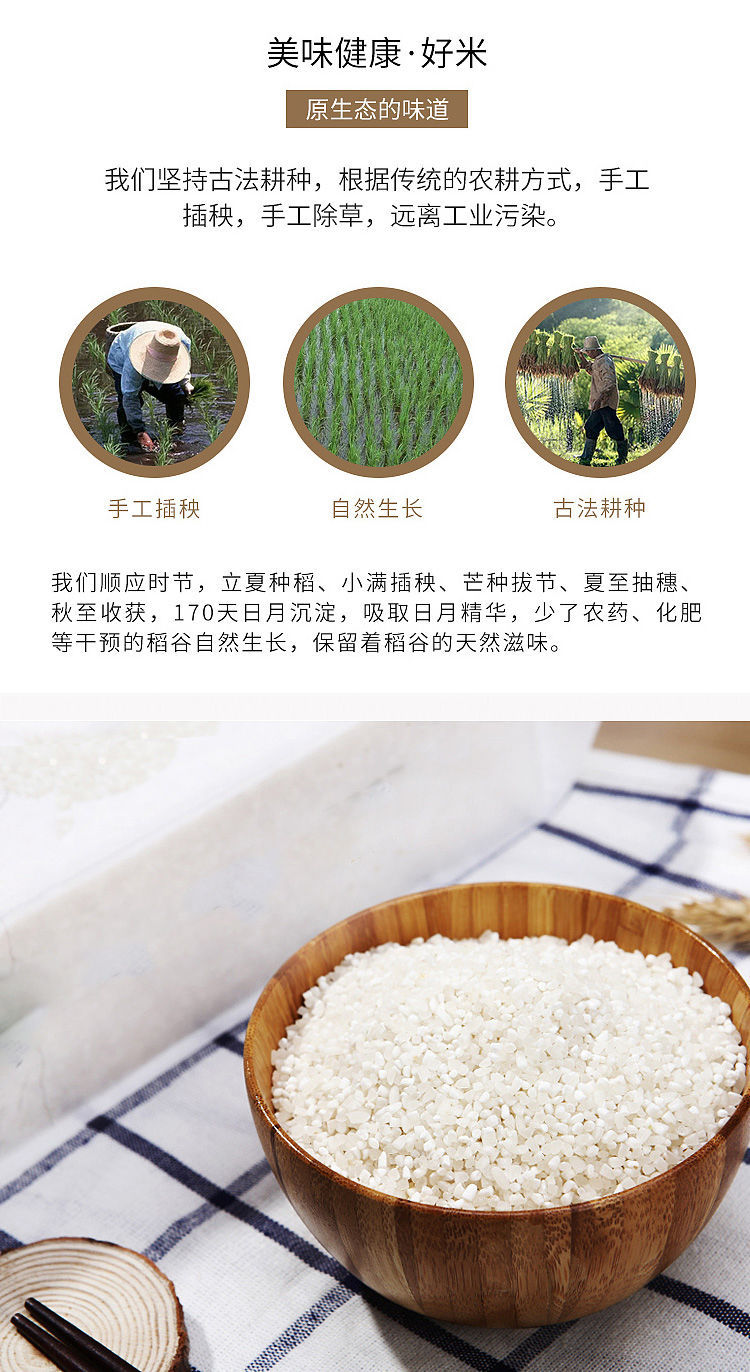 美味健康·好米
原生态的味道
我们坚持古法耕种，根据传统的农耕方式，手工
插秧，手工除草，远离工业污染。
手工插秧
自然生长
古法耕种
我们顺应时节，立夏种稻、小满插秧、芒种拔节、夏至抽穗、
秋至收获，170天日月沉淀，吸取日月精华，少了农药、化肥
等干预的稻谷自然生长，保留着稻谷的天然滋味。